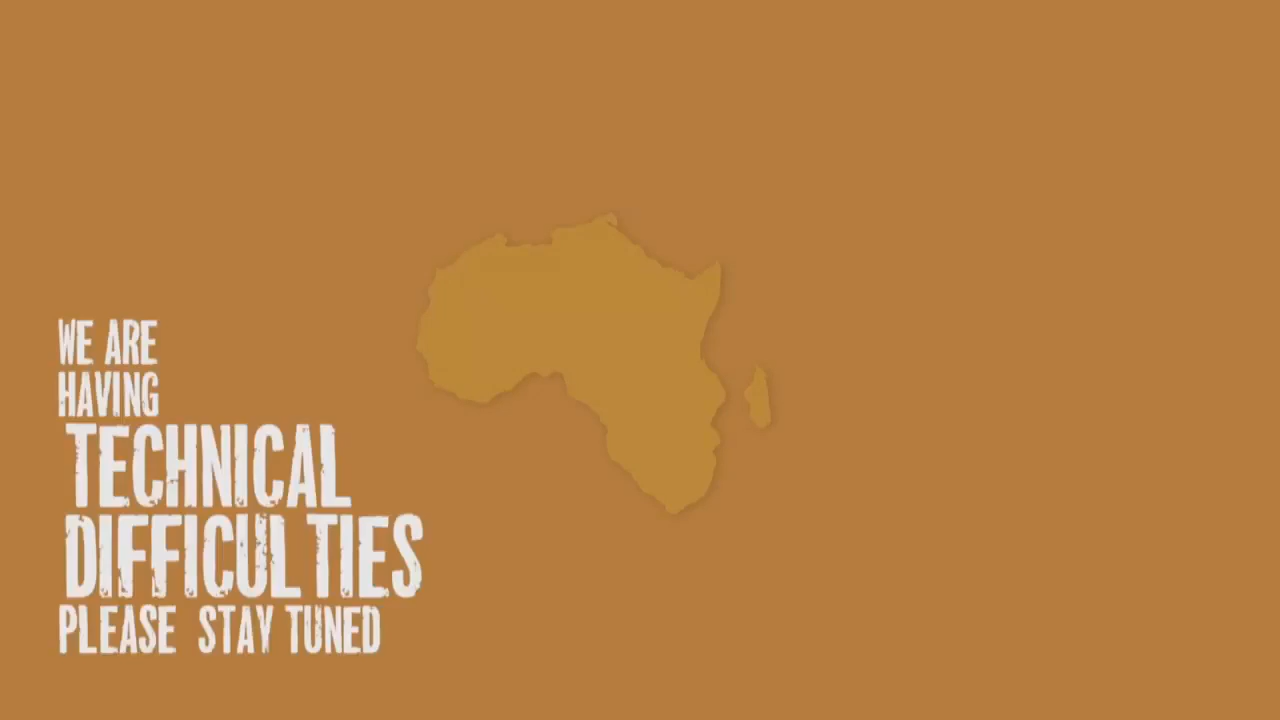 WE ARE
HAVING
TECHNICAL
DIFFICULTIES
PLEASE STAY TUNED